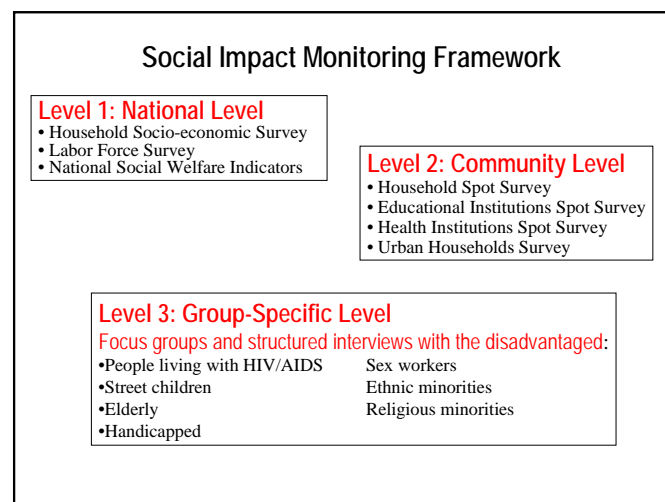 Social Impact Monitoring Framework
Level 1: National Level
• Household Socio-economic Survey
• Labor Force Survey
• National Social Welfare Indicators
Level 2: Community Level
• Household Spot Survey
• Educational Institutions Spot Survey
• Health Institutions Spot Survey
• Urban Households Survey
Level 3: Group-Specific Level
Focus groups and structured interviews with the disadvantaged:
•People living with HIV/AIDS
•Street children
•Elderly
•Handicapped
Sex workers
Ethnic minorities
Religious minorities